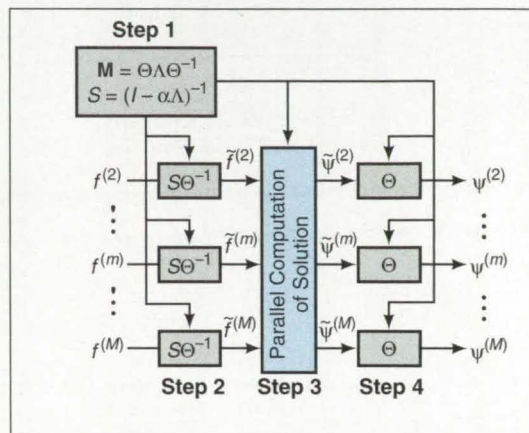 Step 1
M = ΘΛΘ⁻¹
S = (I – αΛ)⁻¹
f⁽²⁾ SΘ⁻¹ f̃⁽²⁾ ψ̃⁽²⁾ Θ ψ⁽²⁾
f⁽ᵐ⁾ SΘ⁻¹ f̃⁽ᵐ⁾ ψ̃⁽ᵐ⁾ Θ ψ⁽ᵐ⁾
f⁽ᴹ⁾ SΘ⁻¹ f̃⁽ᴹ⁾ ψ̃⁽ᴹ⁾ Θ ψ⁽ᴹ⁾
Parallel Computation
of Solution
Step 2 Step 3 Step 4